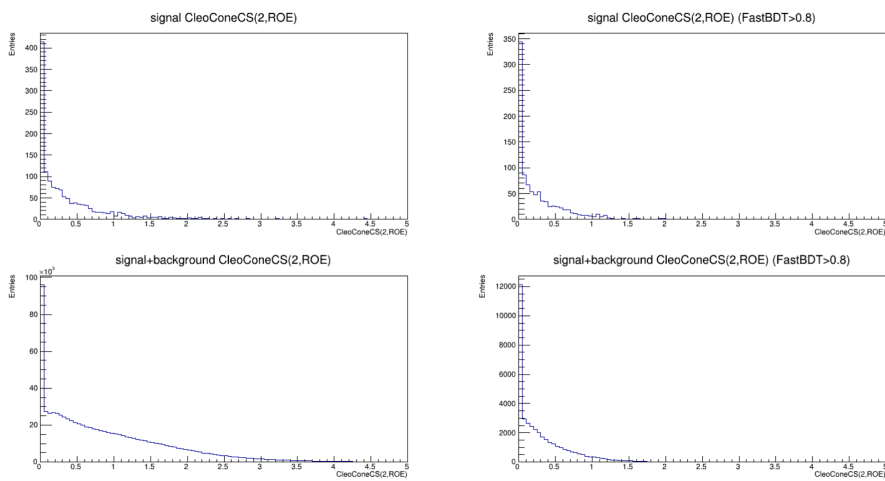 signal CleoConeCS(2,ROE)
Entries
400
350
300
250
200
150
100
50
0
0 0.5 1 1.5 2 2.5 3 3.5 4 4.5 5
CleoConeCS(2,ROE)
signal CleoConeCS(2,ROE) (FastBDT>0.8)
Entries
350
300
250
200
150
100
50
0
0 0.5 1 1.5 2 2.5 3 3.5 4 4.5 5
CleoConeCS(2,ROE)
signal+background CleoConeCS(2,ROE)
×10³
Entries
100
80
60
40
20
0
0 0.5 1 1.5 2 2.5 3 3.5 4 4.5 5
CleoConeCS(2,ROE)
signal+background CleoConeCS(2,ROE) (FastBDT>0.8)
Entries
12000
10000
8000
6000
4000
2000
0
0 0.5 1 1.5 2 2.5 3 3.5 4 4.5 5
CleoConeCS(2,ROE)